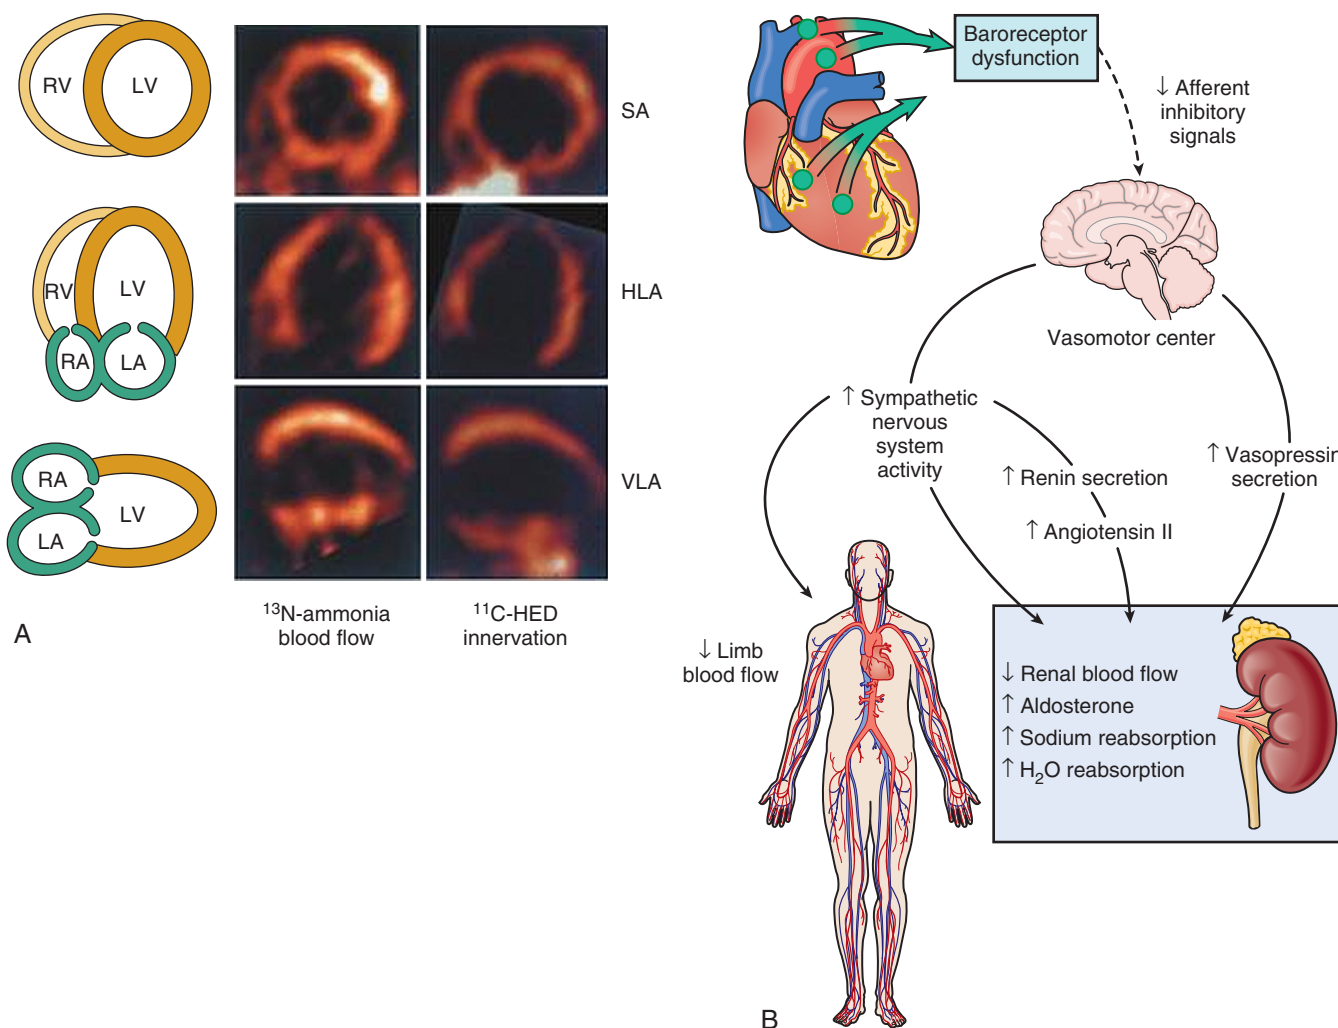 RV
LV
SA
RV
LV
RA
LA
HLA
RA
LV
LA
VLA
¹³N-ammonia
blood flow
¹¹C-HED
innervation
A
Baroreceptor
dysfunction
↓ Afferent
inhibitory
signals
Vasomotor center
↑ Sympathetic
nervous
system
activity
↑ Renin secretion
↑ Angiotensin II
↑ Vasopressin
secretion
↓ Limb
blood flow
↓ Renal blood flow
↑ Aldosterone
↑ Sodium reabsorption
↑ H₂O reabsorption
B